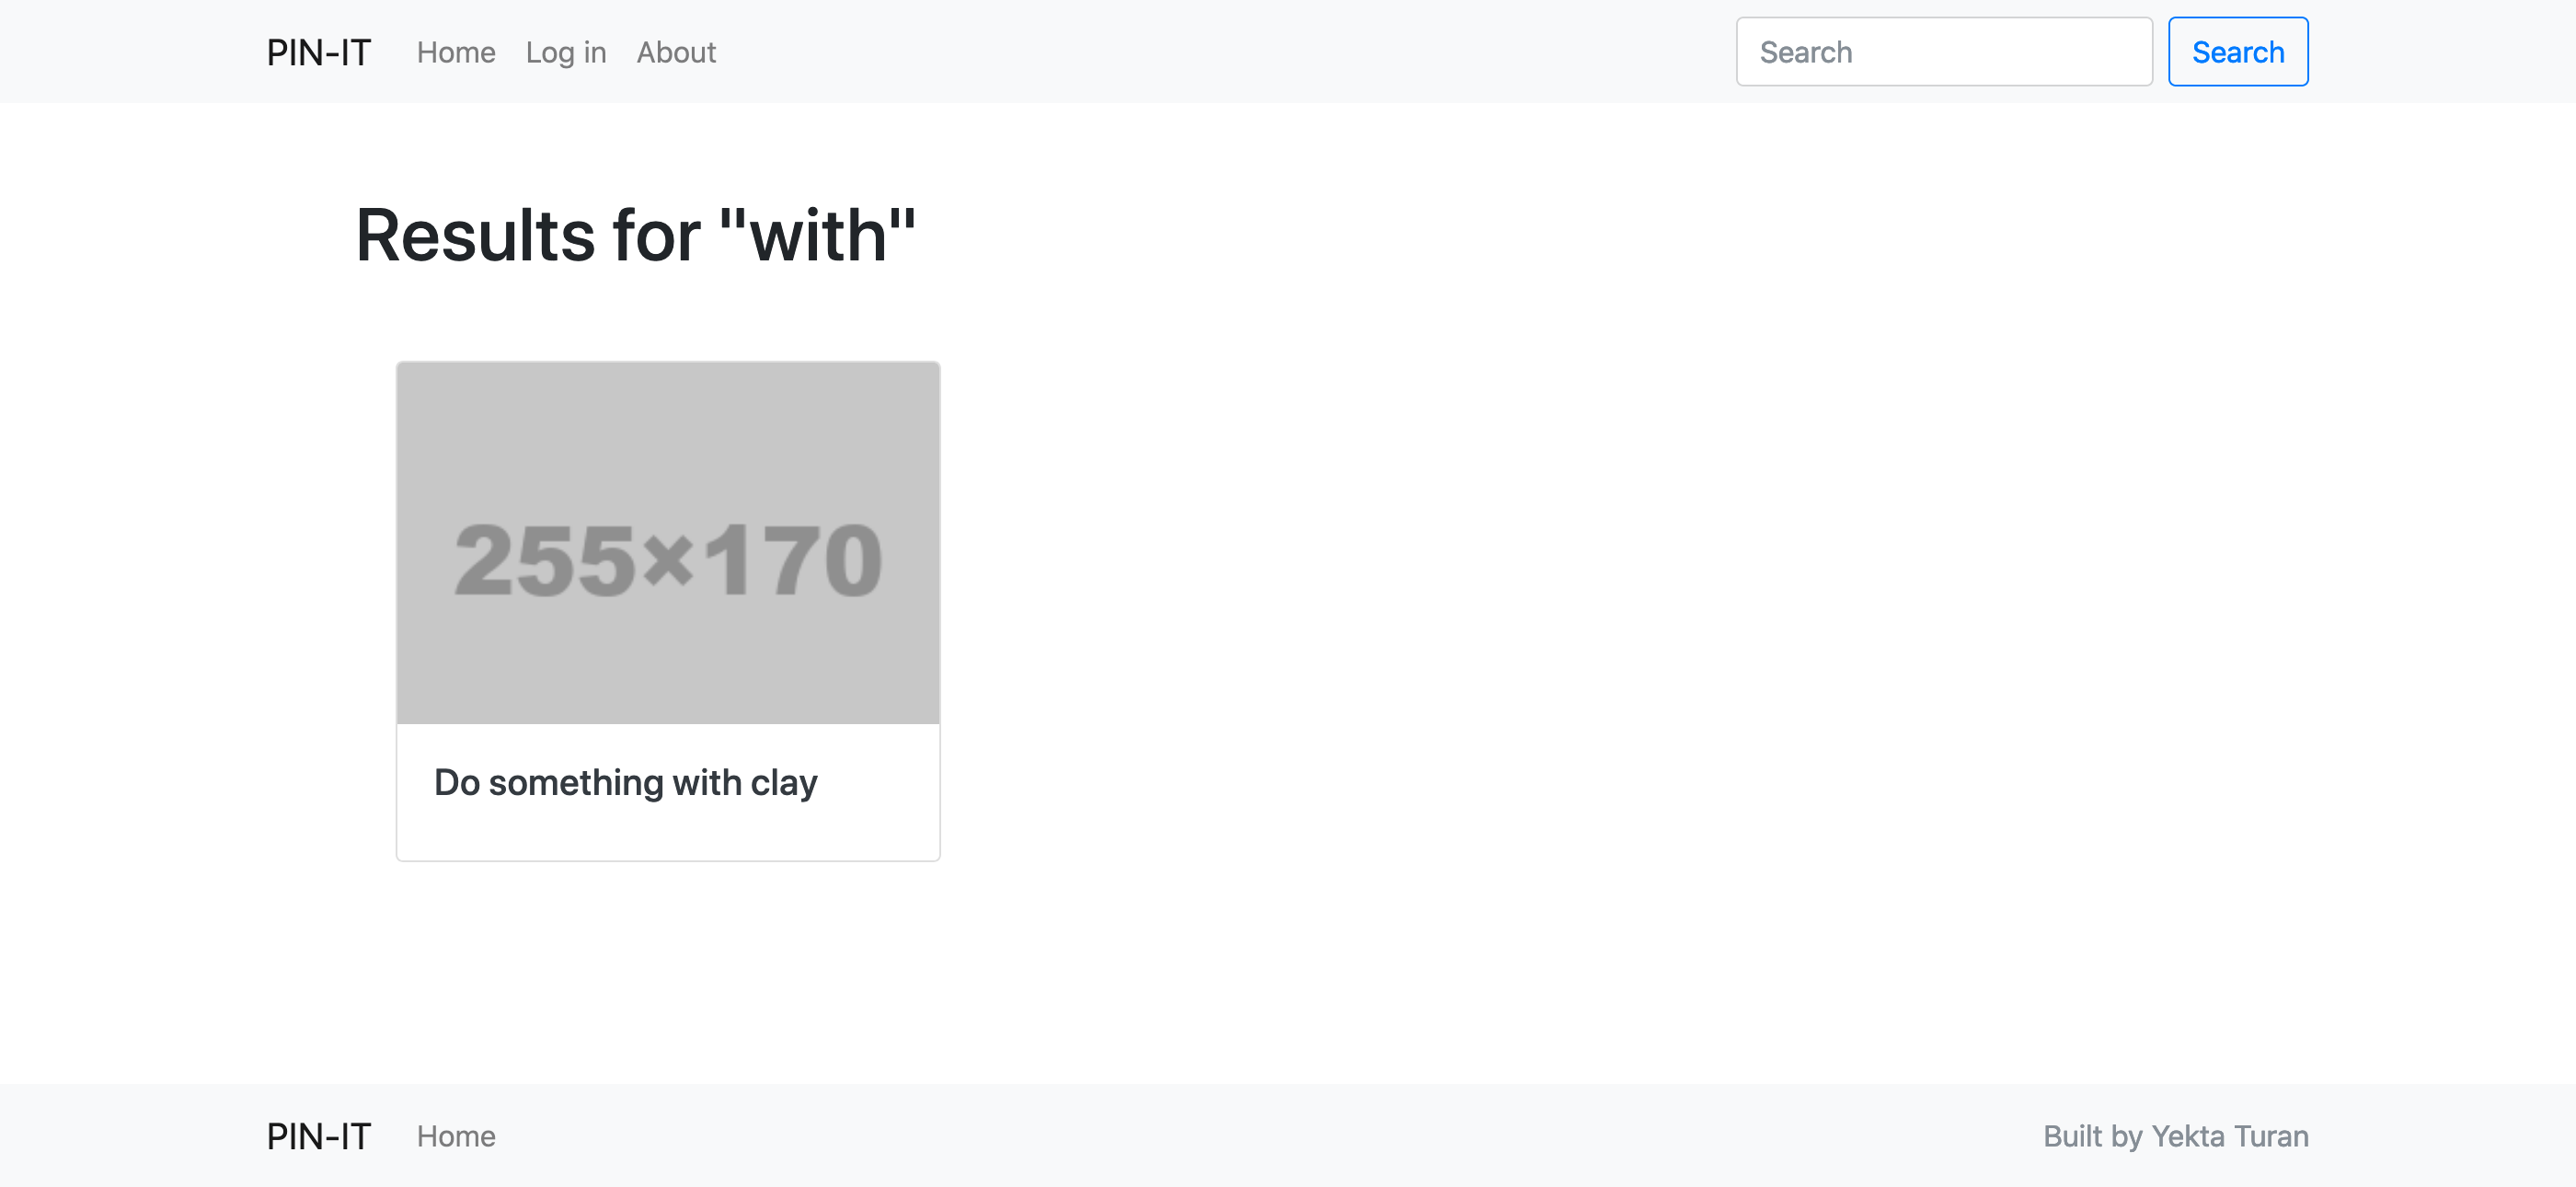 PIN-IT Home Log in About Search Search
Results for "with"
255×170
Do something with clay
PIN-IT Home Built by Yekta Turan